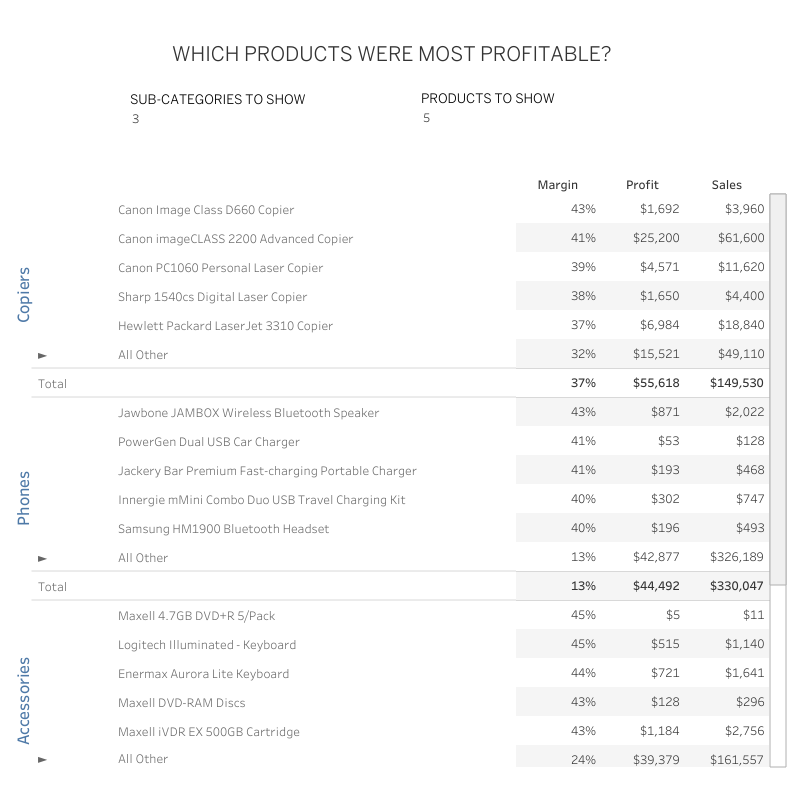 WHICH PRODUCTS WERE MOST PROFITABLE?
SUB-CATEGORIES TO SHOW PRODUCTS TO SHOW
3 5
Margin Profit Sales
Copiers
Canon Image Class D660 Copier 43% $1,692 $3,960
Canon imageCLASS 2200 Advanced Copier 41% $25,200 $61,600
Canon PC1060 Personal Laser Copier 39% $4,571 $11,620
Sharp 1540cs Digital Laser Copier 38% $1,650 $4,400
Hewlett Packard LaserJet 3310 Copier 37% $6,984 $18,840
► All Other 32% $15,521 $49,110
Total 37% $55,618 $149,530
Phones
Jawbone JAMBOX Wireless Bluetooth Speaker 43% $871 $2,022
PowerGen Dual USB Car Charger 41% $53 $128
Jackery Bar Premium Fast-charging Portable Charger 41% $193 $468
Innergie mMini Combo Duo USB Travel Charging Kit 40% $302 $747
Samsung HM1900 Bluetooth Headset 40% $196 $493
► All Other 13% $42,877 $326,189
Total 13% $44,492 $330,047
Accessories
Maxell 4.7GB DVD+R 5/Pack 45% $5 $11
Logitech Illuminated - Keyboard 45% $515 $1,140
Enermax Aurora Lite Keyboard 44% $721 $1,641
Maxell DVD-RAM Discs 43% $128 $296
Maxell iVDR EX 500GB Cartridge 43% $1,184 $2,756
► All Other 24% $39,379 $161,557